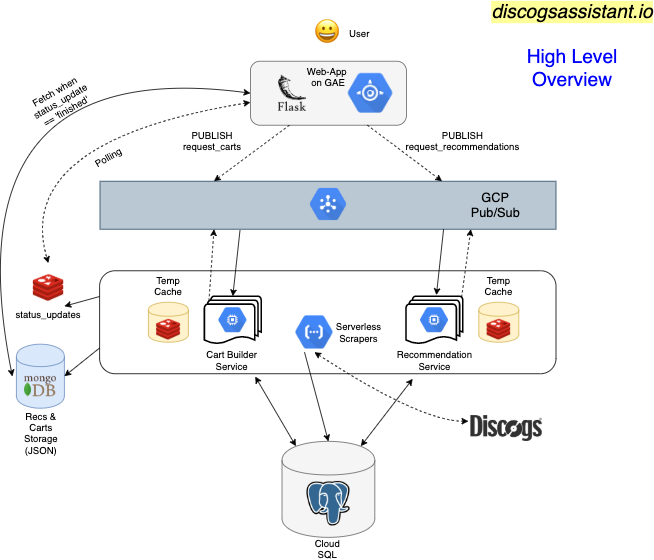 discogsassistant.io
High Level
Overview
User
Web-App
on GAE
Flask
Fetch when
status_update
== 'finished'
Polling
PUBLISH
request_carts
PUBLISH
request_recommendations
GCP
Pub/Sub
Temp
Cache
Temp
Cache
status_updates
Serverless
Scrapers
Cart Builder
Service
Recommendation
Service
mongo
DB
Recs &
Carts
Storage
(JSON)
Discogs
Cloud
SQL